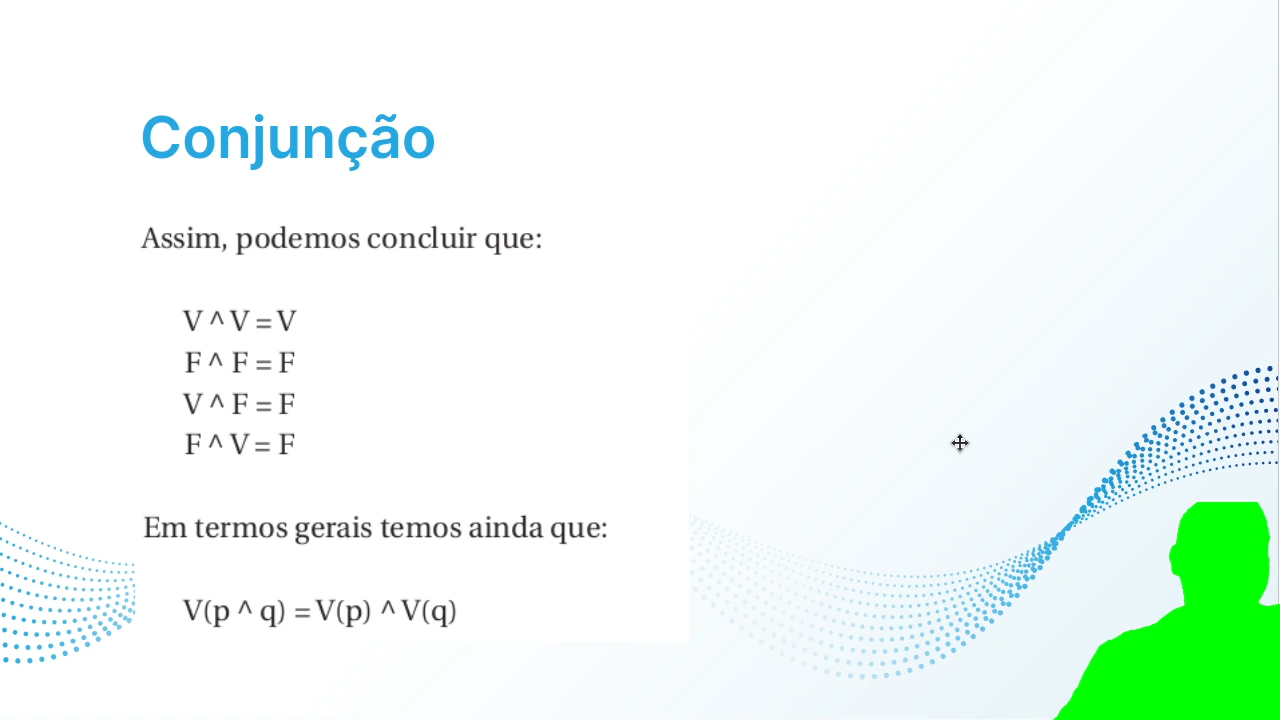 Conjunção
Assim, podemos concluir que:
V ^ V = V
F ^ F = F
V ^ F = F
F ^ V = F
Em termos gerais temos ainda que:
V(p ^ q) = V(p) ^ V(q)